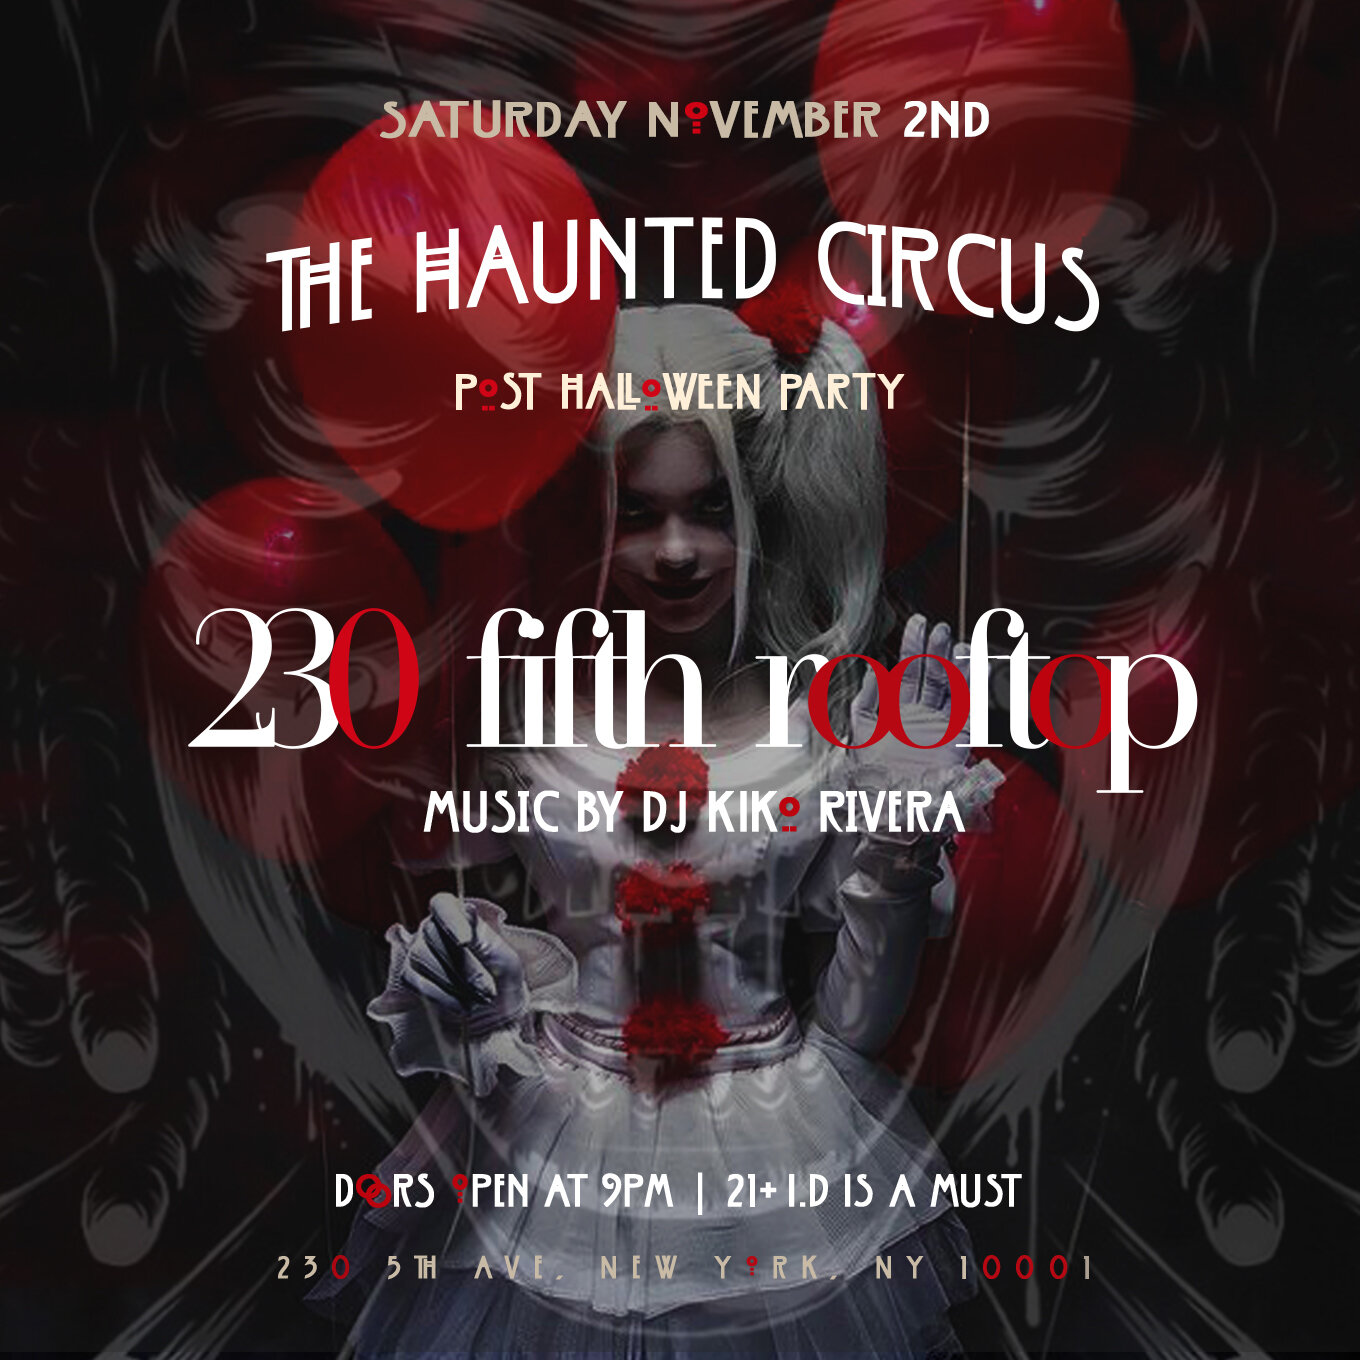 SATURDAY NOVEMBER 2ND
THE HAUNTED CIRCUS
POST HALLOWEEN PARTY
230 fifth rooftop
MUSIC BY DJ KIKO RIVERA
DOORS OPEN AT 9PM | 21+ I.D IS A MUST
230 5TH AVE, NEW YORK, NY 10001